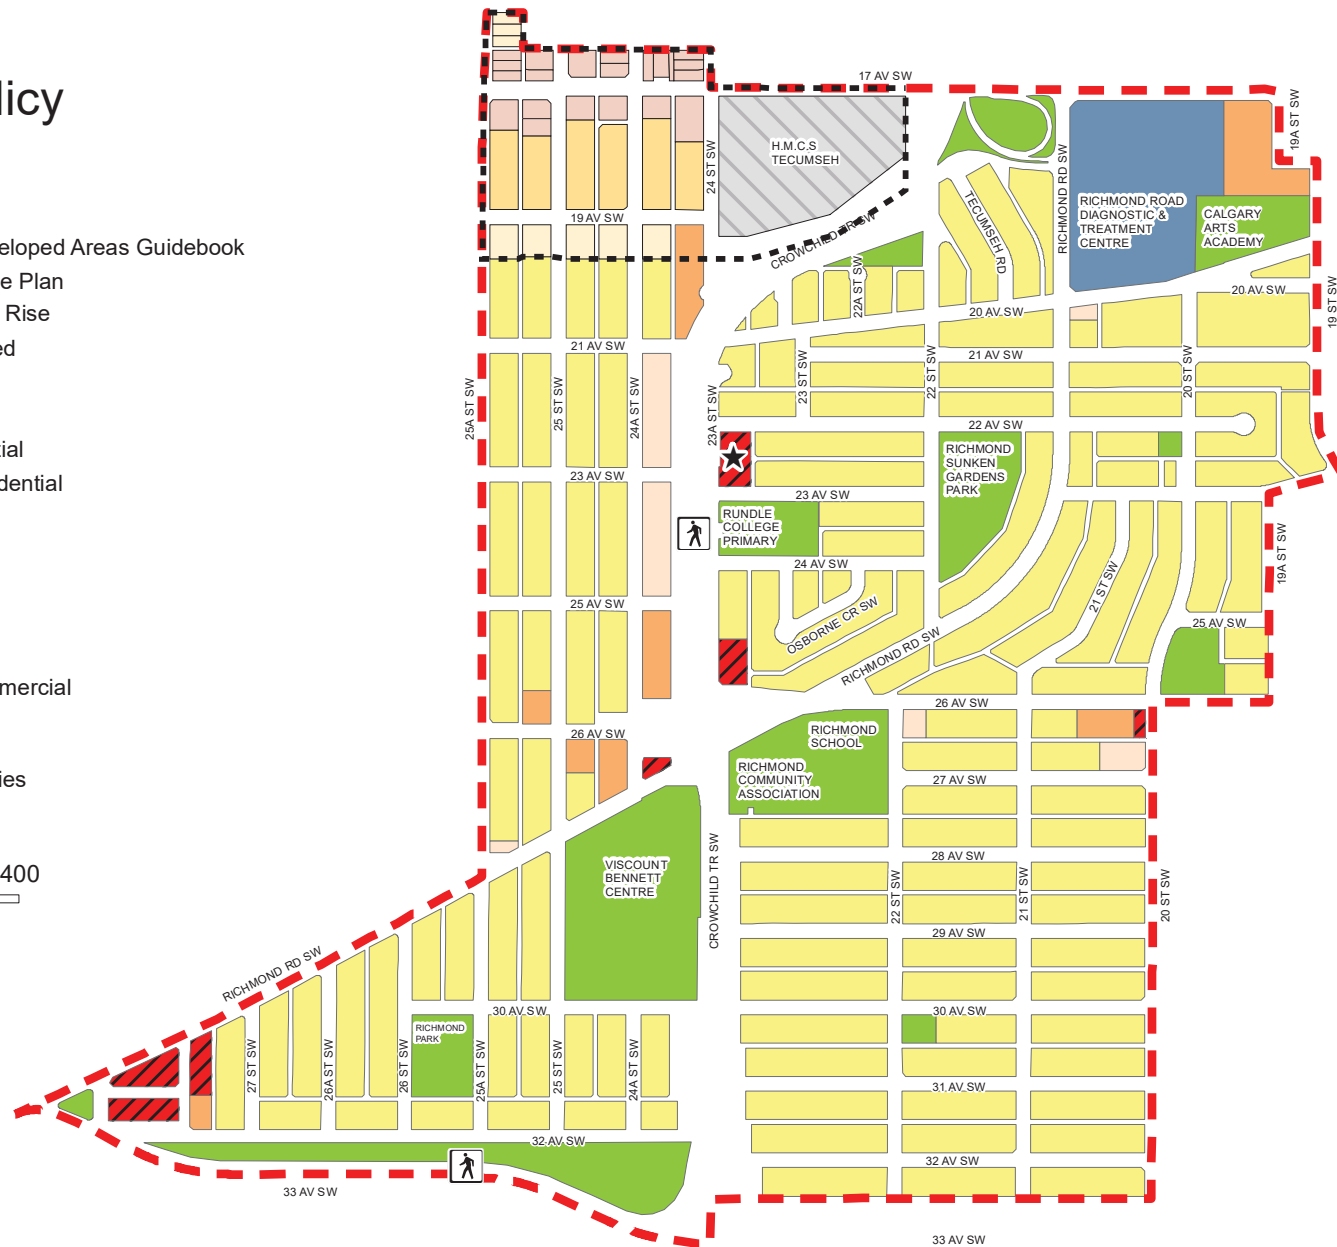 licy
eloped Areas Guidebook
e Plan
Rise
ed
tial
dential
mercial
ies
400
17 AV SW
19A ST SW
H.M.C.S
TECUMSEH
24 ST SW
RICHMOND RD SW
TECUMSEH RD
RICHMOND ROAD
DIAGNOSTIC &
TREATMENT
CENTRE
CALGARY
ARTS
ACADEMY
19 AV SW
CROWCHILD TR SW
22A ST SW
20 AV SW
20 AV SW
19 ST SW
21 AV SW
21 AV SW
25A ST SW
25 ST SW
24A ST SW
23A ST SW
23 ST SW
22 ST SW
20 ST SW
22 AV SW
RICHMOND
SUNKEN
GARDENS
PARK
23 AV SW
23 AV SW
RUNDLE
COLLEGE
PRIMARY
24 AV SW
19A ST SW
21 ST SW
25 AV SW
OSBORNE CR SW
25 AV SW
RICHMOND RD SW
26 AV SW
26 AV SW
RICHMOND
SCHOOL
RICHMOND
COMMUNITY
ASSOCIATION
27 AV SW
VISCOUNT
BENNETT
CENTRE
CROWCHILD TR SW
28 AV SW
22 ST SW
21 ST SW
20 ST SW
29 AV SW
RICHMOND RD SW
30 AV SW
30 AV SW
RICHMOND
PARK
27 ST SW
26A ST SW
26 ST SW
25A ST SW
25 ST SW
24A ST SW
31 AV SW
32 AV SW
32 AV SW
33 AV SW
33 AV SW